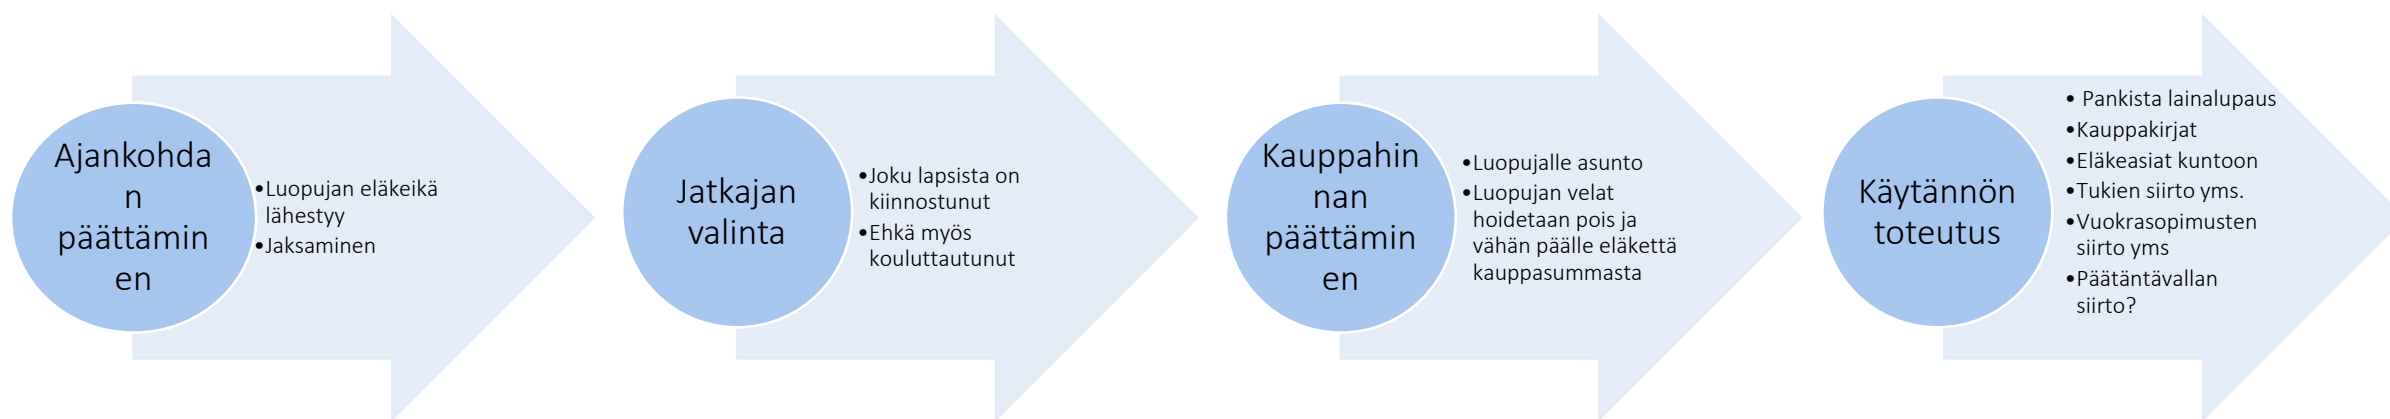 Ajankohda
n
päättämin
en
•Luopujan eläkeikä
lähestyy
•Jaksaminen
Jatkajan
valinta
•Joku lapsista on
kiinnostunut
•Ehkä myös
kouluttautunut
Kauppahin
nan
päättämin
en
•Luopujalle asunto
•Luopujan velat
hoidetaan pois ja
vähän päälle eläkettä
kauppasummasta
Käytännön
toteutus
• Pankista lainalupaus
•Kauppakirjat
•Eläkeasiat kuntoon
•Tukien siirto yms.
•Vuokrasopimusten
siirto yms
•Päätäntävallan
siirto?